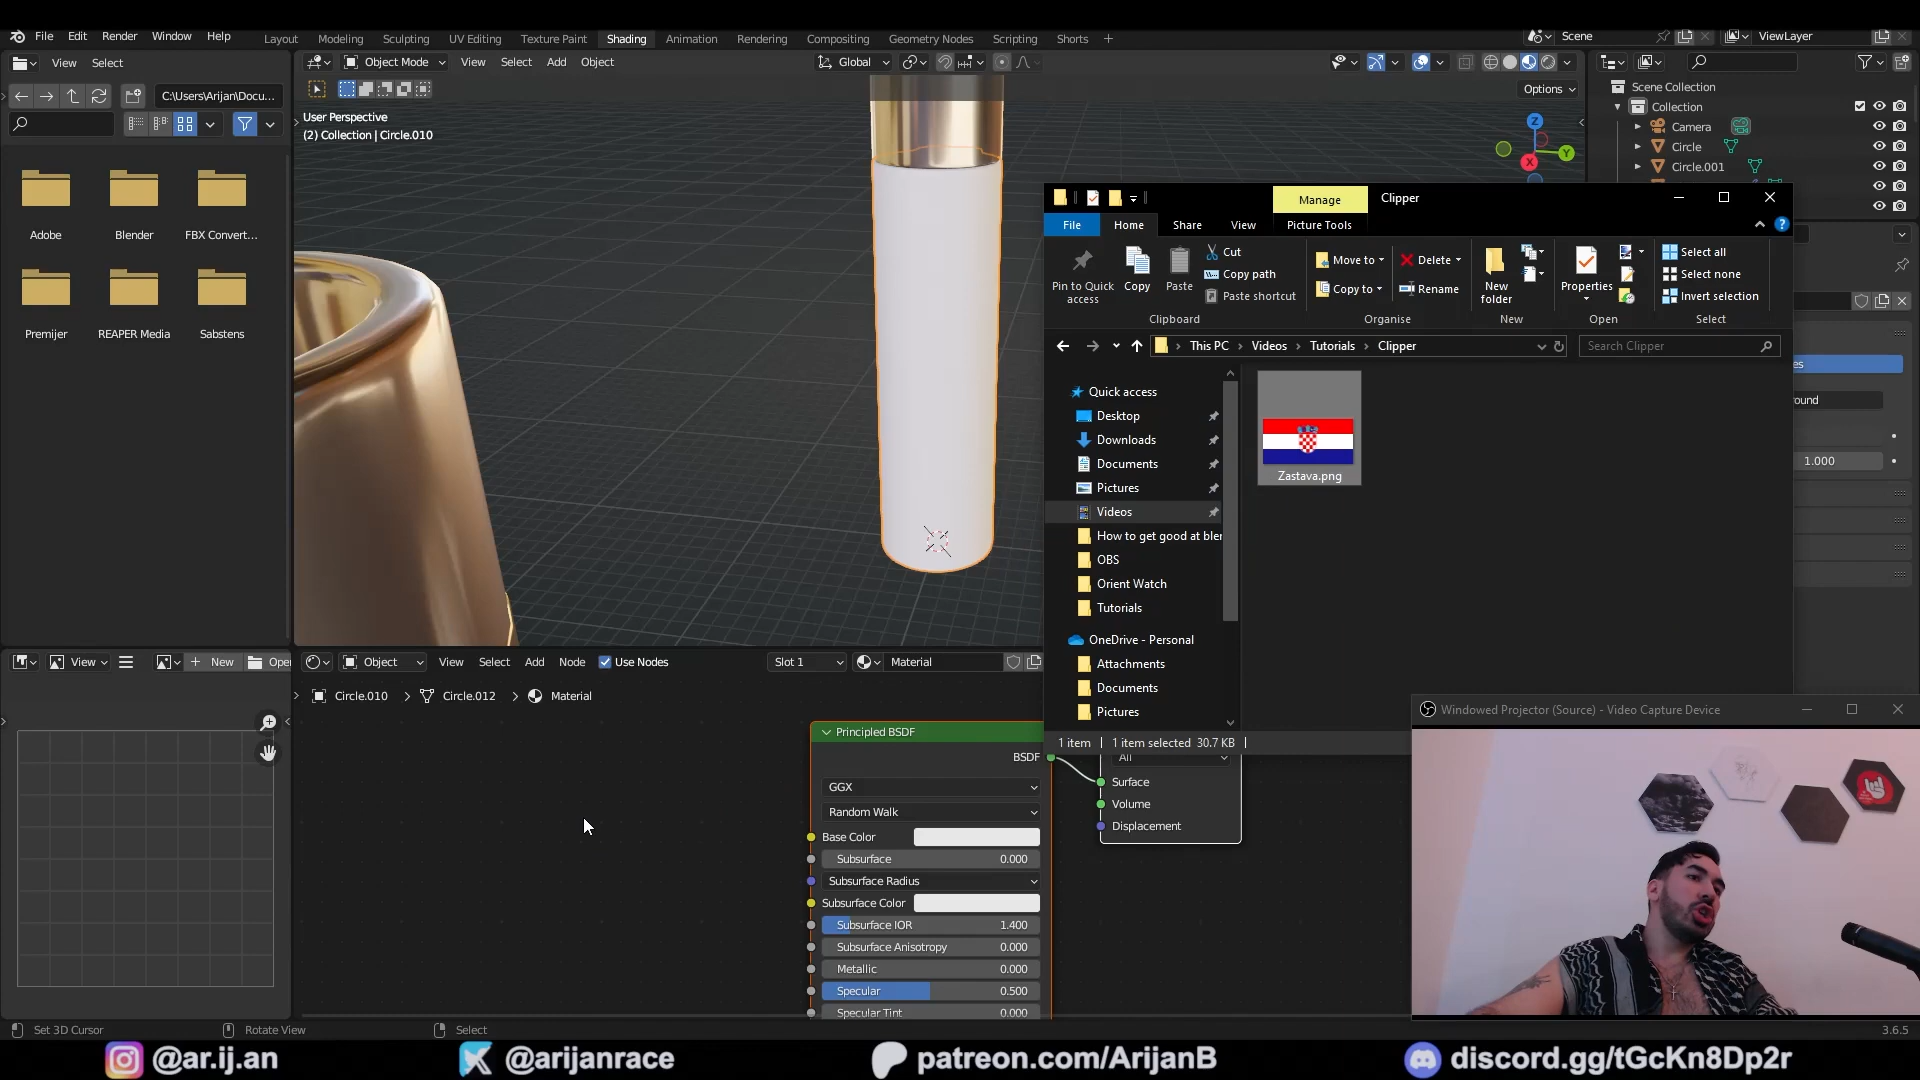 File Edit Render Window Help
Layout Modeling Sculpting UV Editing Texture Paint Shading Animation Rendering Compositing Geometry Nodes Scripting Shorts +
Scene ViewLayer
View Select
Object Mode View Select Add Object
Global
C:\Users\Arijan\Docu...
Options
User Perspective
(2) Collection | Circle.010
Z
Y
X
Scene Collection
Collection
Camera
Circle
Circle.001
Adobe
Blender
FBX Convert...
Premijer
REAPER Media
Sabstens
Manage
Clipper
File
Home
Share
View
Picture Tools
Pin to Quick access
Copy
Paste
Cut
Copy path
Paste shortcut
Move to
Copy to
Delete
Rename
New folder
Properties
Select all
Select none
Invert selection
Clipboard
Organise
New
Open
Select
This PC > Videos > Tutorials > Clipper
Search Clipper
Quick access
Desktop
Downloads
Documents
Pictures
Videos
How to get good at bler
OBS
Orient Watch
Tutorials
OneDrive - Personal
Attachments
Documents
Pictures
Zastava.png
1 item | 1 item selected 30.7 KB |
es
ound
1.000
View
New
Open
Object View Select Add Node Use Nodes Slot 1 Material
Circle.010 > Circle.012 > Material
Principled BSDF
BSDF
GGX
Random Walk
Base Color
Subsurface 0.000
Subsurface Radius
Subsurface Color
Subsurface IOR 1.400
Subsurface Anisotropy 0.000
Metallic 0.000
Specular 0.500
Specular Tint 0.000
All
Surface
Volume
Displacement
Windowed Projector (Source) - Video Capture Device
Set 3D Cursor
Rotate View
Select
3.6.5
@ar.ij.an
@arijanrace
patreon.com/ArijanB
discord.gg/tGcKn8Dp2r